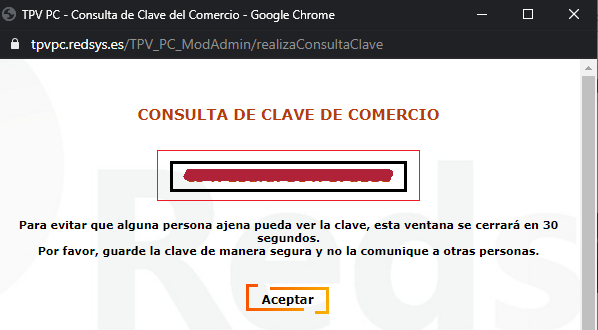 TPV PC - Consulta de Clave del Comercio - Google Chrome
tpvpc.redsys.es/TPV_PC_ModAdmin/realizaConsultaClave
CONSULTA DE CLAVE DE COMERCIO
Para evitar que alguna persona ajena pueda ver la clave, esta ventana se cerrará en 30
segundos.
Por favor, guarde la clave de manera segura y no la comunique a otras personas.
Aceptar
Reds